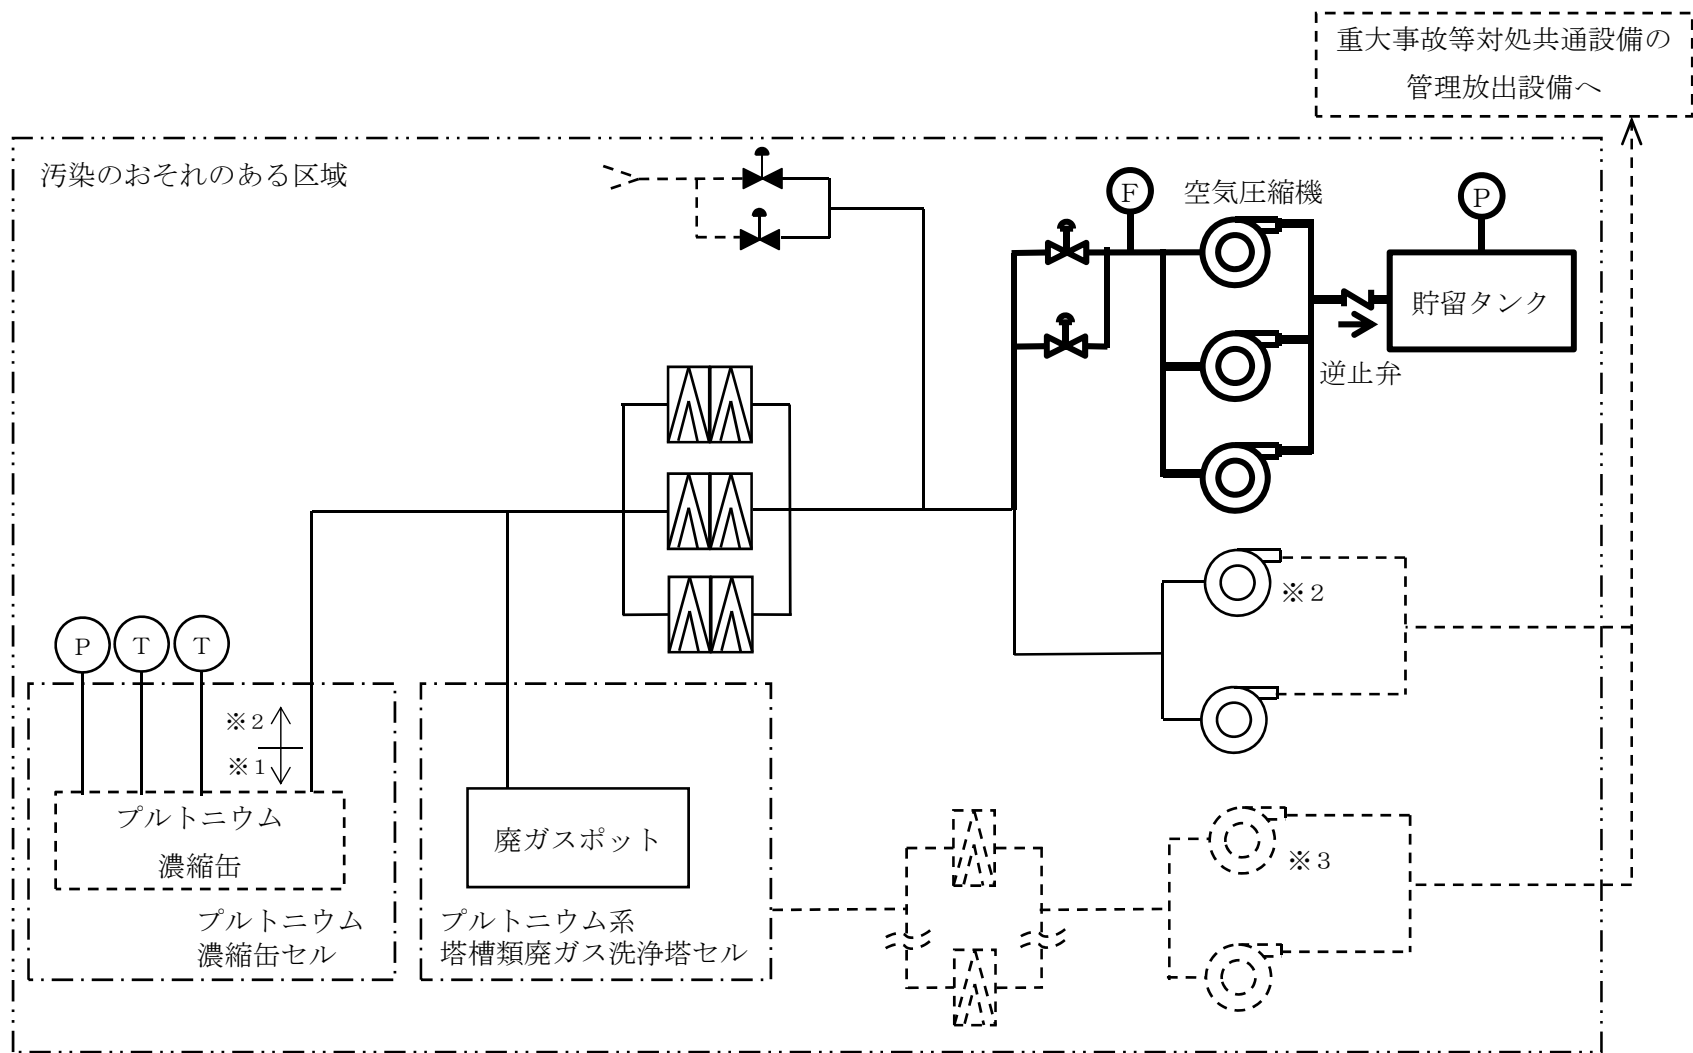 重大事故等対処共通設備の
管理放出設備へ
汚染のおそれのある区域
F
空気圧縮機
P
貯留タンク
逆止弁
※2
P
T
T
※2
※1
プルトニウム
濃縮缶
プルトニウム
濃縮缶セル
廃ガスポット
プルトニウム系
塔槽類廃ガス洗浄塔セル
※3